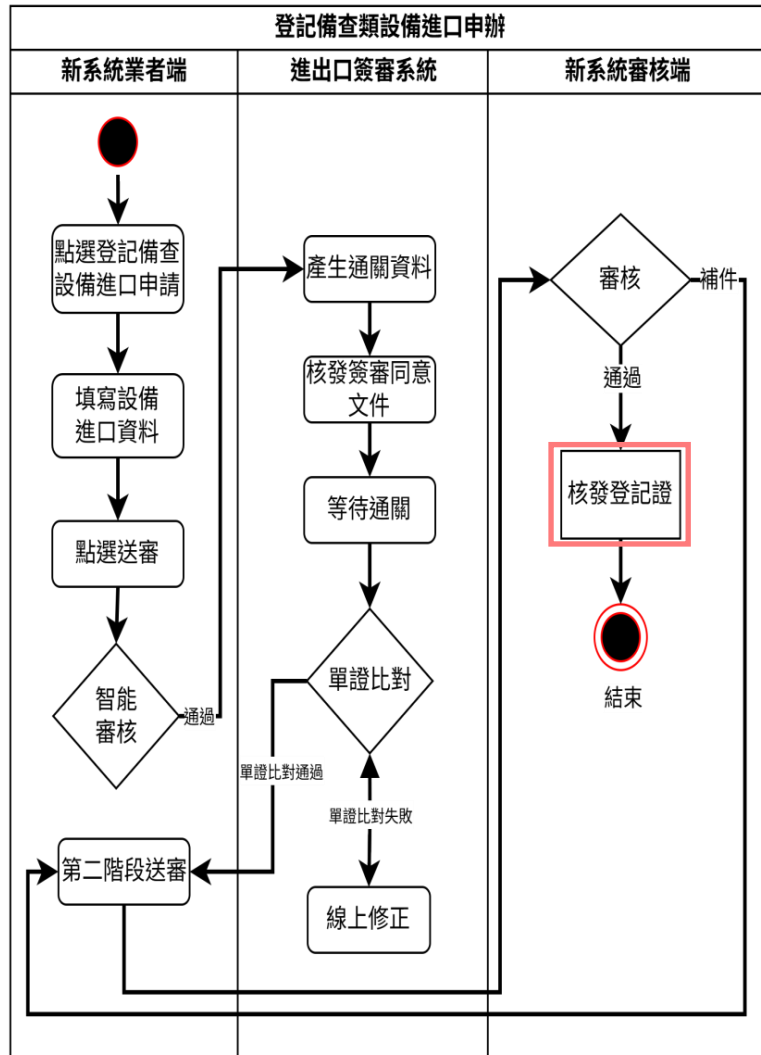 登記備查類設備進口申辦
新系統業者端
進出口簽審系統
新系統審核端
點選登記備查
設備進口申請
填寫設備
進口資料
點選送審
智能
審核
通過
第二階段送審
產生通關資料
核發簽審同意
文件
等待通關
單證比對
單證比對通過
單證比對失敗
線上修正
審核
補件
通過
核發登記證
結束